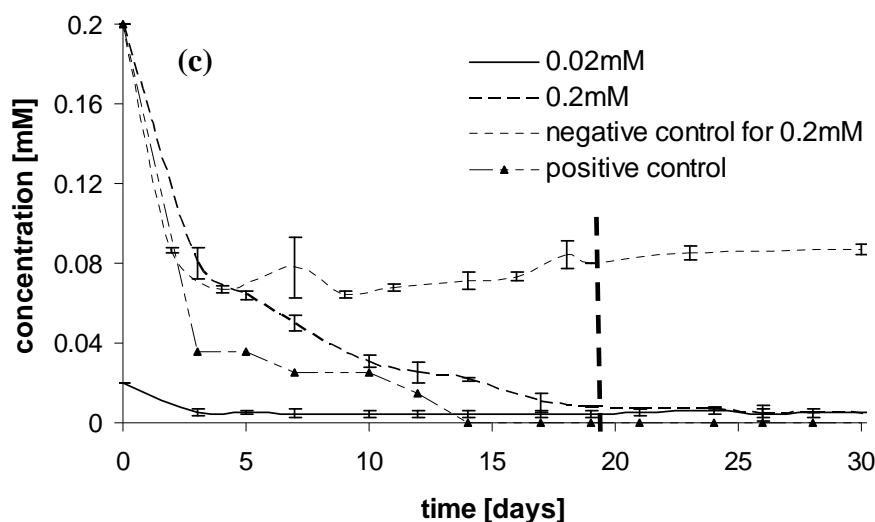 (c)
0.02mM
0.2mM
negative control for 0.2mM
positive control
concentration [mM]
0.2
0.16
0.12
0.08
0.04
0
0 5 10 15 20 25 30
time [days]